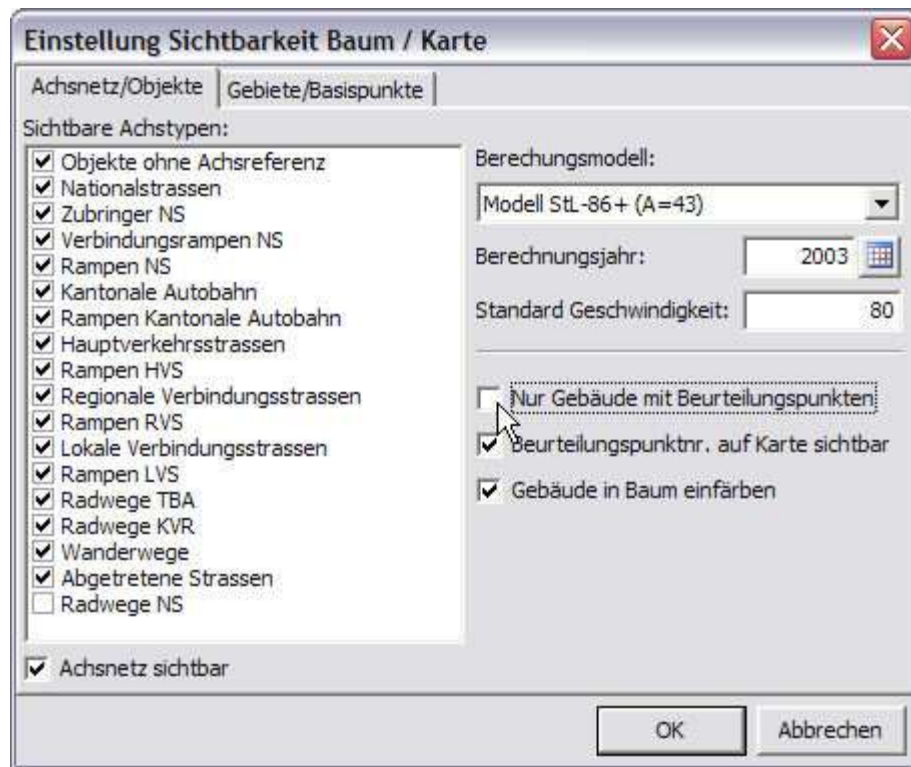 Einstellung Sichtbarkeit Baum / Karte
Achsnetz/Objekte
Gebiete/Basispunkte
Sichtbare Achstypen:
Objekte ohne Achsreferenz
Nationalstrassen
Zubringer NS
Verbindungsrampen NS
Rampen NS
Kantonale Autobahn
Rampen Kantonale Autobahn
Hauptverkehrsstrassen
Rampen HVS
Regionale Verbindungsstrassen
Rampen RVS
Lokale Verbindungsstrassen
Rampen LVS
Radwege TBA
Radwege KVR
Wanderwege
Abgetretene Strassen
Radwege NS
Achsnetz sichtbar
Berechungsmodell:
Modell StL-86+ (A=43)
Berechnungsjahr: 2003
Standard Geschwindigkeit: 80
Nur Gebäude mit Beurteilungspunkten
Beurteilungspunktnr. auf Karte sichtbar
Gebäude in Baum einfärben
OK
Abbrechen